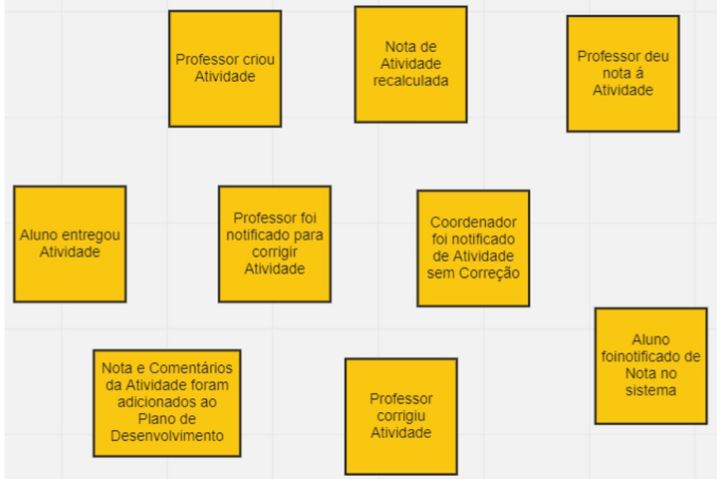 Professor criou
Atividade
Nota de
Atividade
recalculada
Professor deu
nota á
Atividade
Aluno entregou
Atividade
Professor foi
notificado para
corrigir
Atividade
Coordenador
foi notificado
de Atividade
sem Correção
Nota e Comentários
da Atividade foram
adicionados ao
Plano de
Desenvolvimento
Professor
corrigiu
Atividade
Aluno
foinotificado de
Nota no
sistema